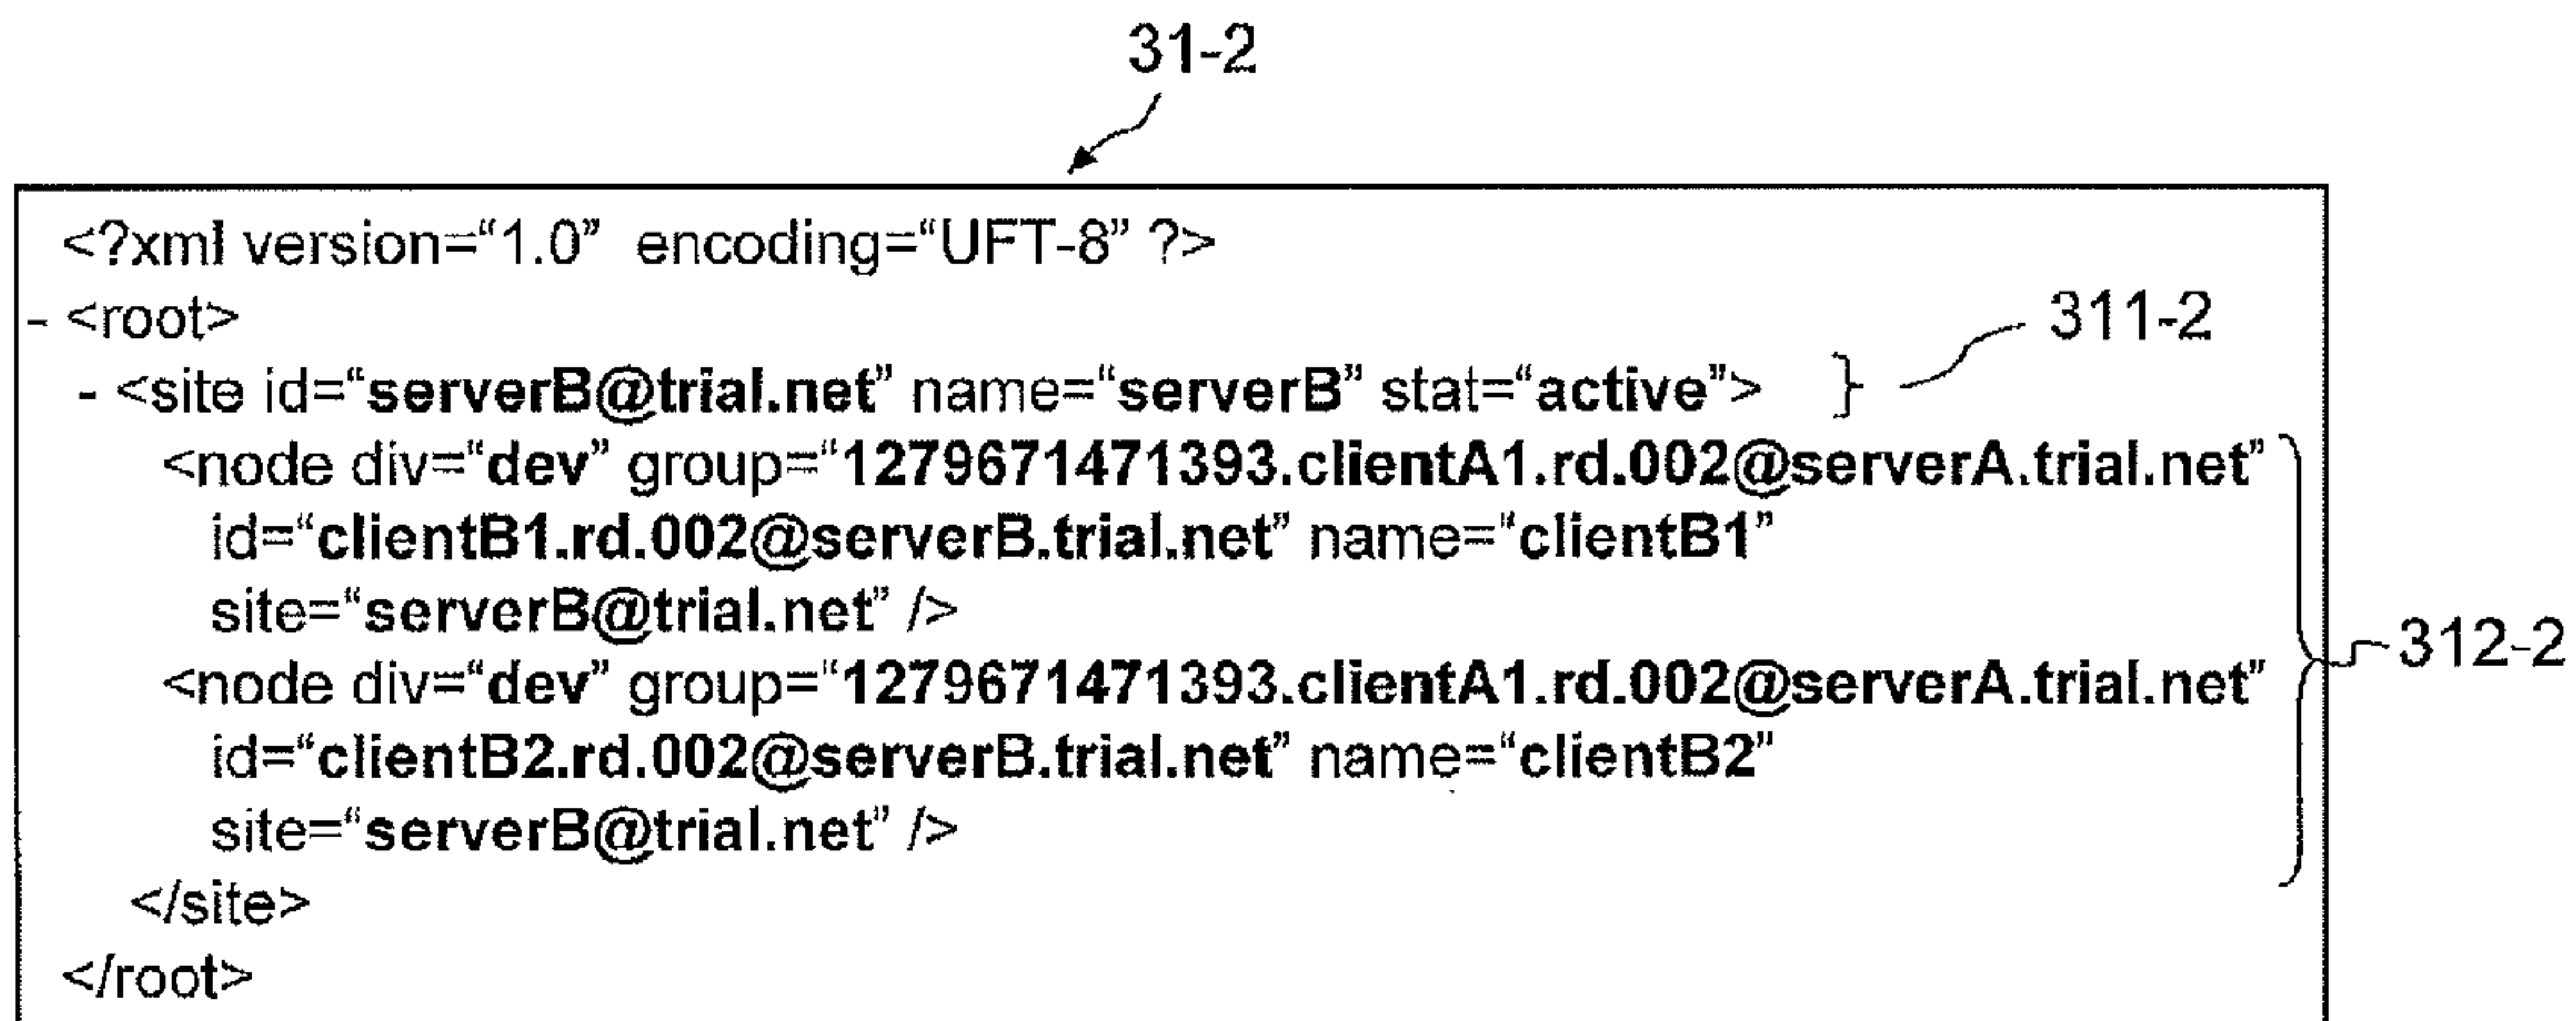 31-2
<?xml version=“1.0” encoding=“UFT-8” ?>
- <root>
311-2
- <site id=“serverB@trial.net” name=“serverB” stat=“active”>
<node div=“dev” group=“1279671471393.clientA1.rd.002@serverA.trial.net”
id=“clientB1.rd.002@serverB.trial.net” name=“clientB1”
site=“serverB@trial.net” />
312-2
<node div=“dev” group=“1279671471393.clientA1.rd.002@serverA.trial.net”
id=“clientB2.rd.002@serverB.trial.net” name=“clientB2”
site=“serverB@trial.net” />
</site>
</root>